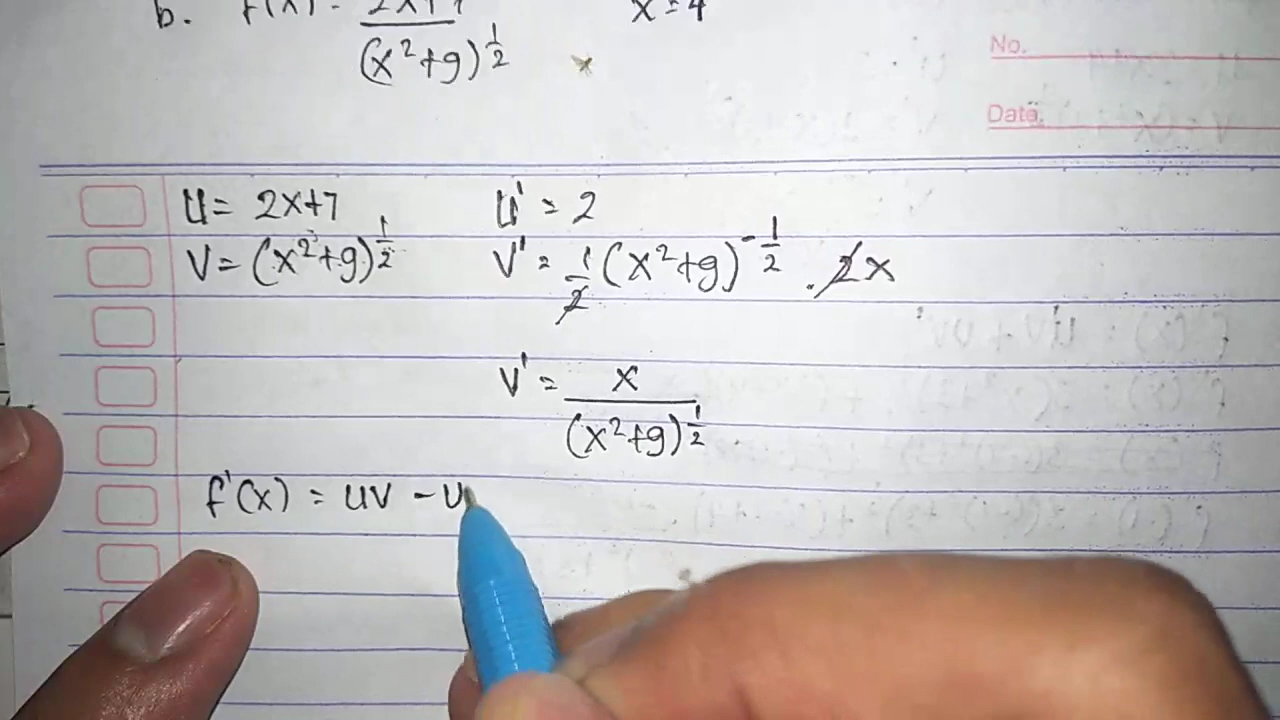 b. f(x) = 2x+7 / (x²+9)^½ x = 4
No.
Date.
U = 2x+7 U' = 2
V = (x²+9)^½ V' = ½(x²+9)^-½ . 2x
V' = x / (x²+9)^½
f'(x) = UV - U